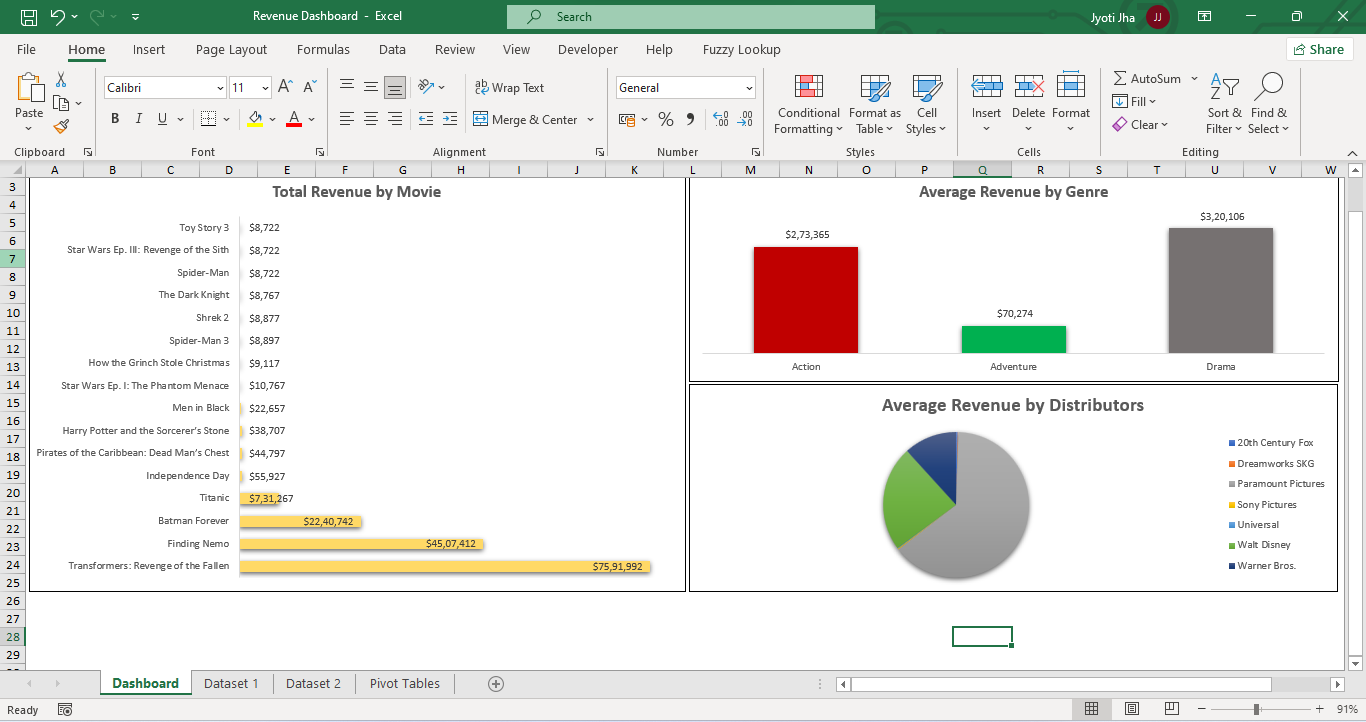 Revenue Dashboard - Excel
Search
Jyoti Jha JJ
File Home Insert Page Layout Formulas Data Review View Developer Help Fuzzy Lookup Share
Paste
Clipboard
Calibri 11 A A
B I U A
Font
ab Wrap Text
Merge & Center
Alignment
General
% 9 .00 .00
Number
Conditional Formatting
Format as Table
Cell Styles
Styles
Insert Delete Format
Cells
AutoSum
Fill
Clear
Sort & Filter
Find & Select
Editing
A B C D E F G H I J K L M N O P Q R S T U V W
3
4
5
6
7
8
9
10
11
12
13
14
15
16
17
18
19
20
21
22
23
24
25
26
27
28
29
Total Revenue by Movie
Toy Story 3 $8,722
Star Wars Ep. III: Revenge of the Sith $8,722
Spider-Man $8,722
The Dark Knight $8,767
Shrek 2 $8,877
Spider-Man 3 $8,897
How the Grinch Stole Christmas $9,117
Star Wars Ep. I: The Phantom Menace $10,767
Men in Black $22,657
Harry Potter and the Sorcerer's Stone $38,707
Pirates of the Caribbean: Dead Man's Chest $44,797
Independence Day $55,927
Titanic $7,31,267
Batman Forever $22,40,742
Finding Nemo $45,07,412
Transformers: Revenge of the Fallen $75,91,992
Average Revenue by Genre
$2,73,365
$70,274
$3,20,106
Action Adventure Drama
Average Revenue by Distributors
20th Century Fox
Dreamworks SKG
Paramount Pictures
Sony Pictures
Universal
Walt Disney
Warner Bros.
Dashboard Dataset 1 Dataset 2 Pivot Tables
Ready
91%